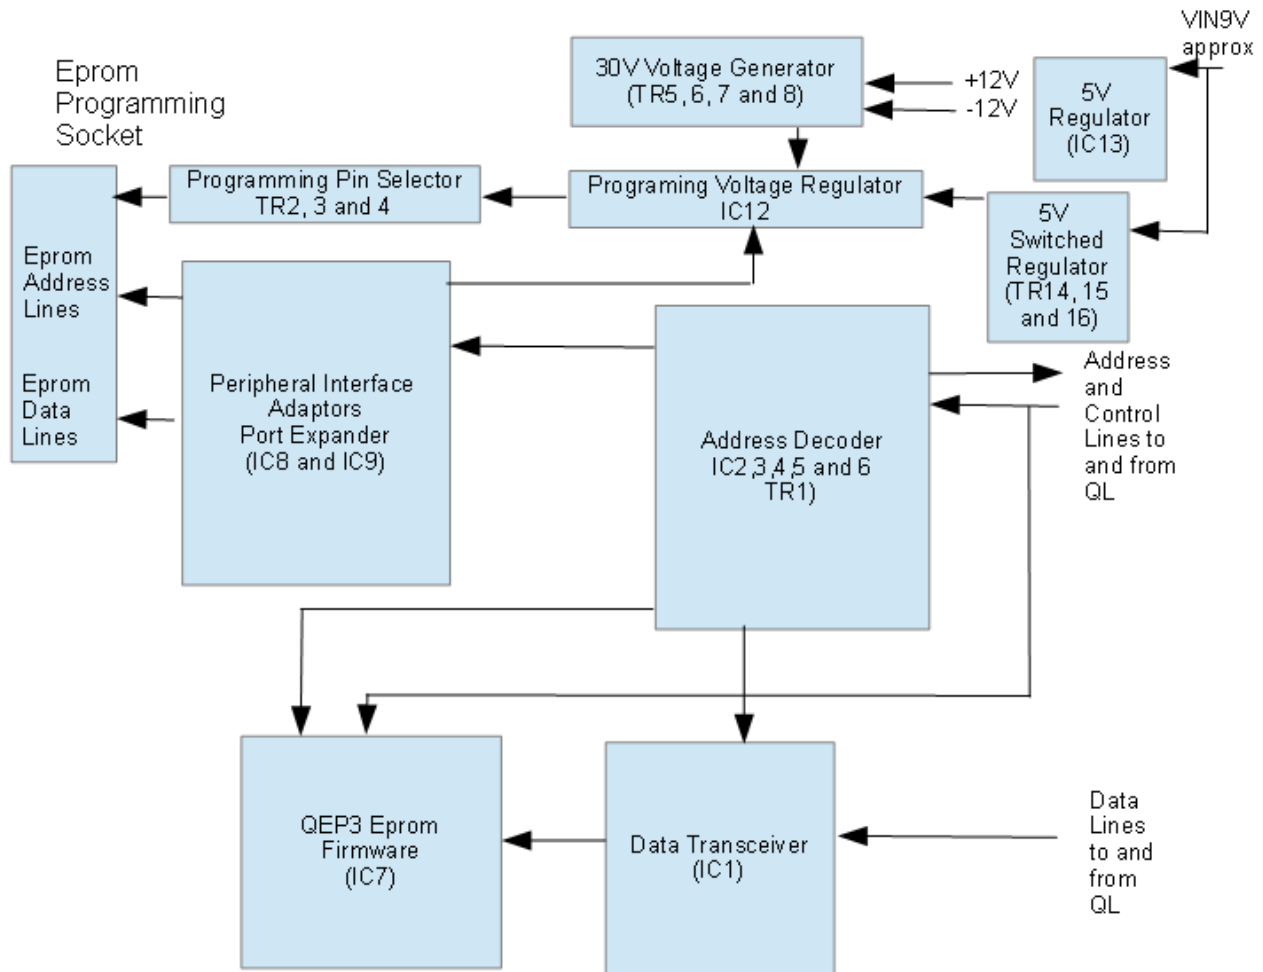 VIN9V
approx
30V Voltage Generator
(TR5, 6, 7 and 8)
+12V
-12V
5V
Regulator
(IC13)
Eprom
Programming
Socket
Programming Pin Selector
TR2, 3 and 4
Programing Voltage Regulator
IC12
5V
Switched
Regulator
(TR14, 15
and 16)
Eprom
Address
Lines
Eprom
Data
Lines
Peripheral Interface
Adaptors
Port Expander
(IC8 and IC9)
Address Decoder
IC2,3,4,5 and 6
TR1)
Address
and
Control
Lines to
and from
QL
QEP3 Eprom
Firmware
(IC7)
Data Transceiver
(IC1)
Data
Lines
to and
from
QL